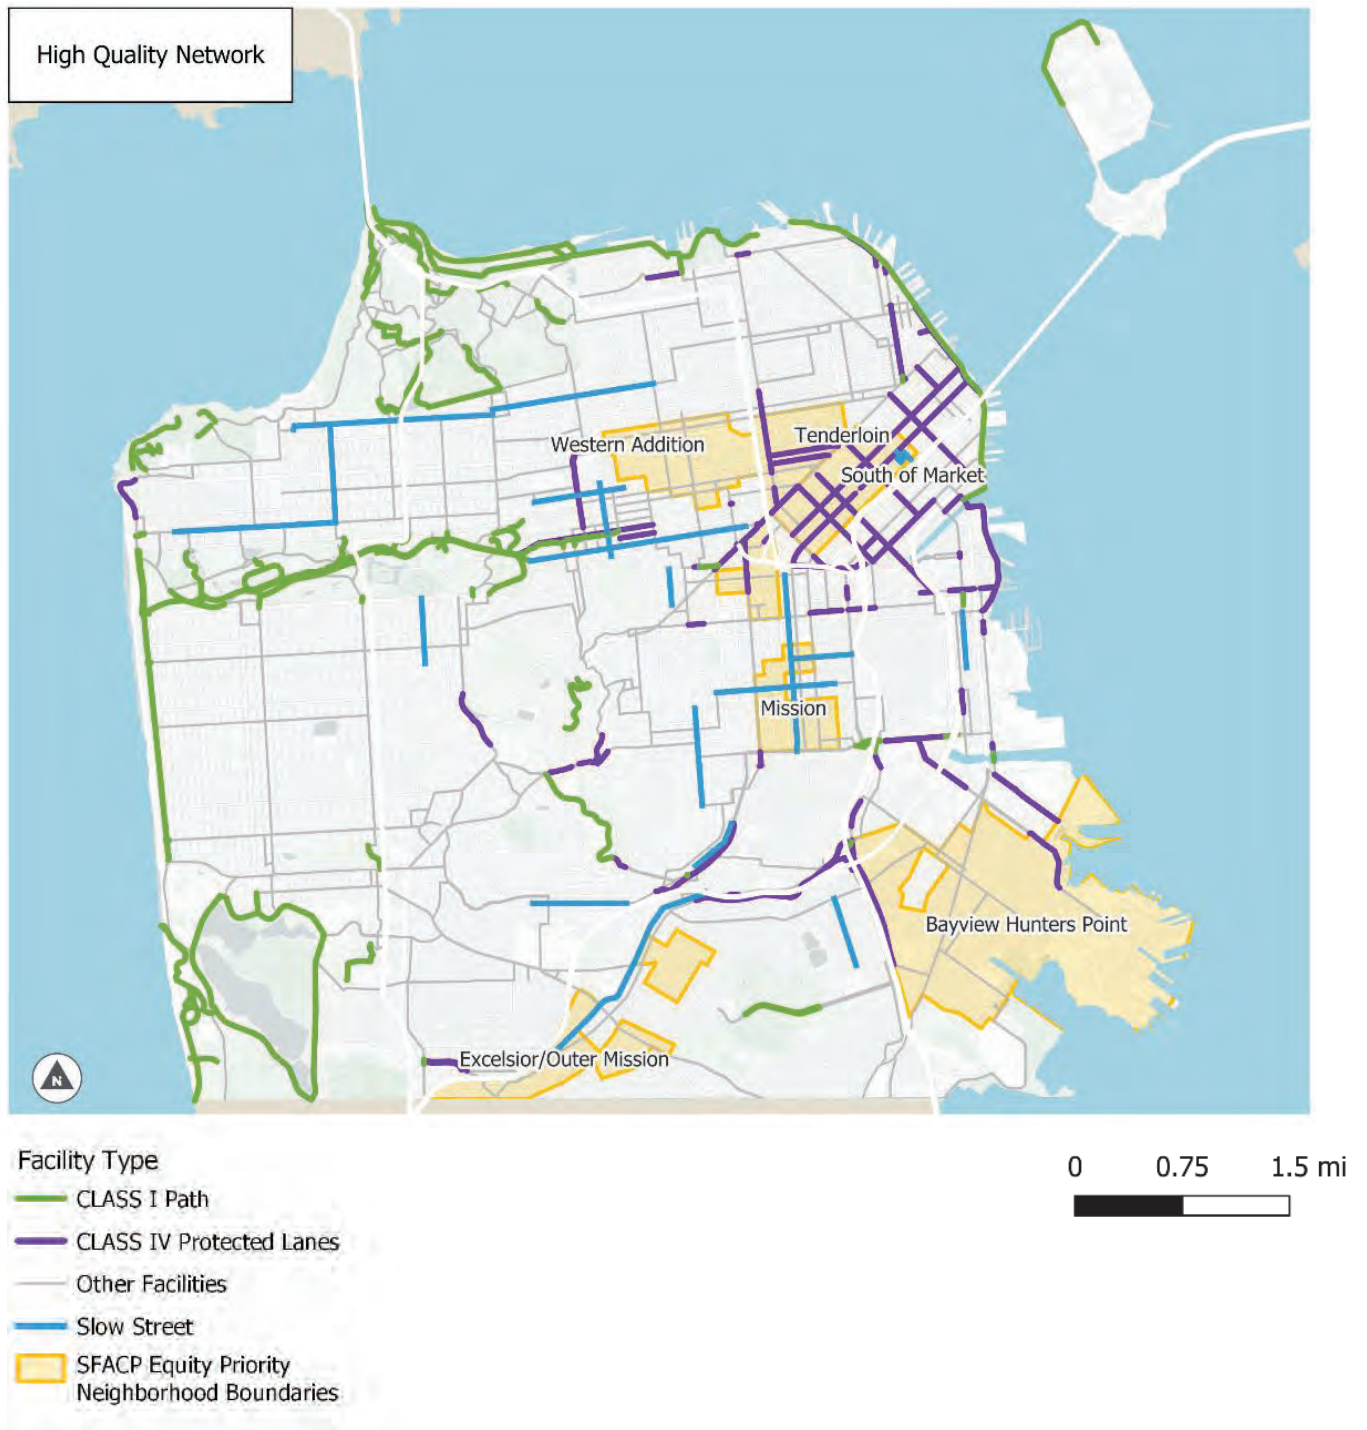 High Quality Network
Western Addition
Tenderloin
South of Market
Mission
Bayview Hunters Point
Excelsior/Outer Mission
N
Facility Type
CLASS I Path
CLASS IV Protected Lanes
Other Facilities
Slow Street
SFACP Equity Priority
Neighborhood Boundaries
0 0.75 1.5 mi